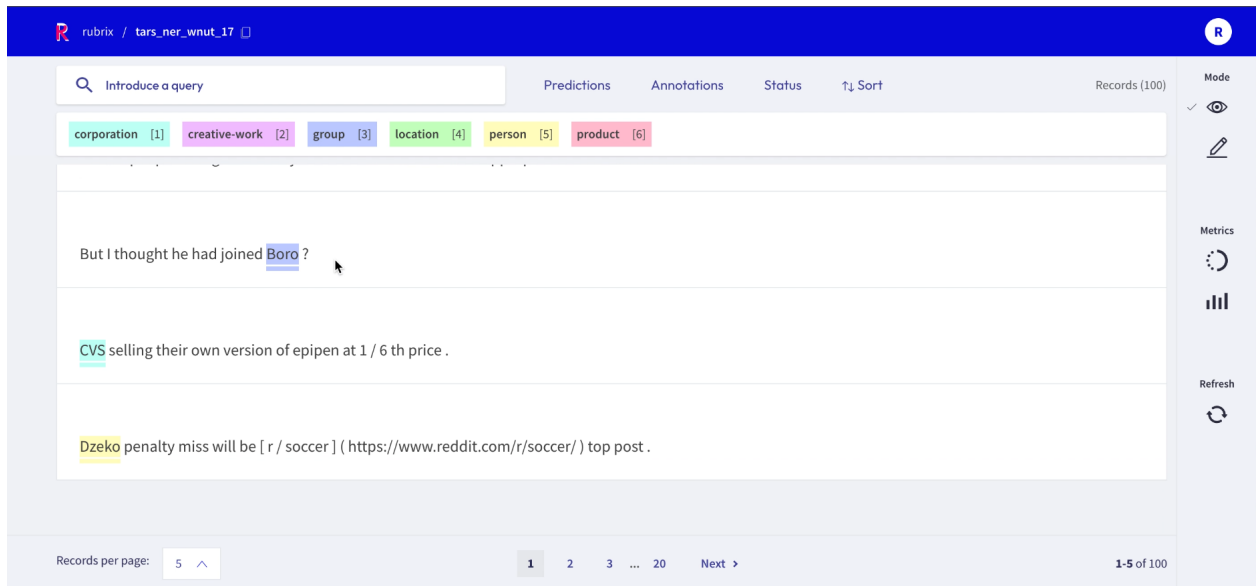 R rubrix / tars_ner_wnut_17 R
Introduce a query Predictions Annotations Status Sort Records (100) Mode
corporation [1] creative-work [2] group [3] location [4] person [5] product [6]
But I thought he had joined Boro ?
Metrics
CVS selling their own version of epipen at 1 / 6 th price .
Refresh
Dzeko penalty miss will be [ r / soccer ] ( https://www.reddit.com/r/soccer/ ) top post .
Records per page: 5 1 2 3 ... 20 Next > 1-5 of 100